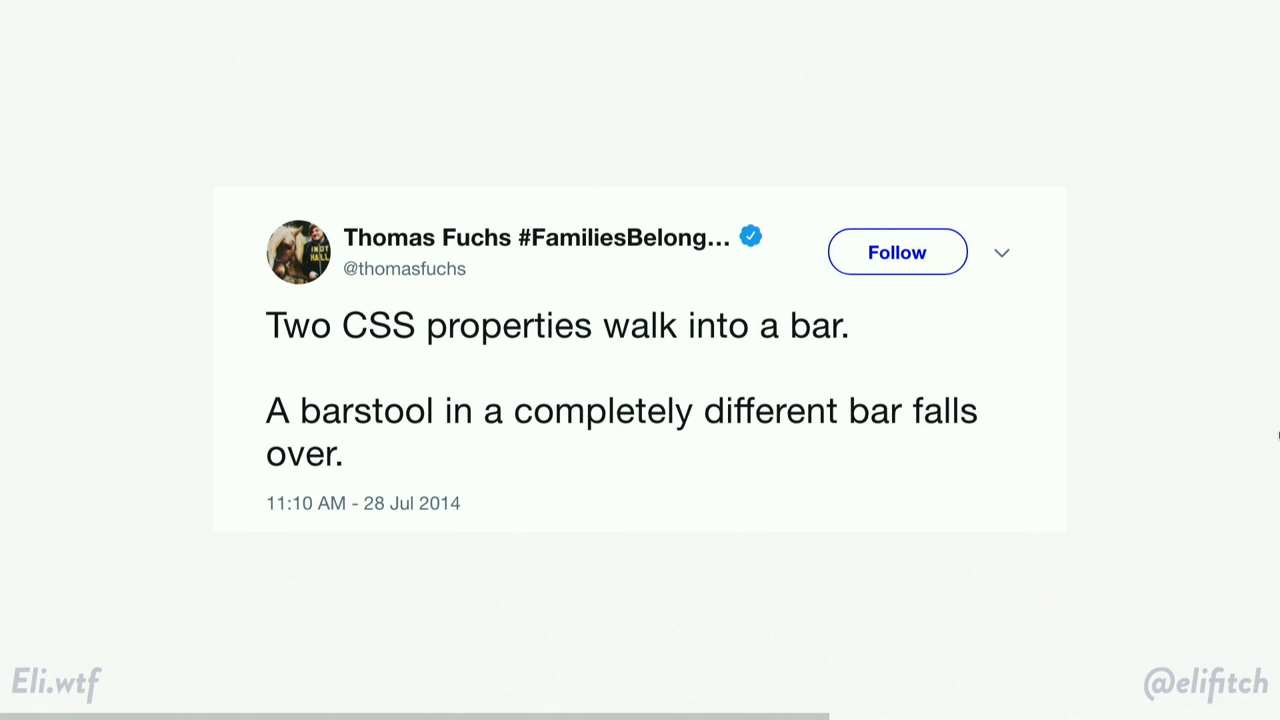 Thomas Fuchs #FamiliesBelong...
@thomasfuchs
Follow
Two CSS properties walk into a bar.
A barstool in a completely different bar falls
over.
11:10 AM - 28 Jul 2014
Eli.wtf
@elifitch